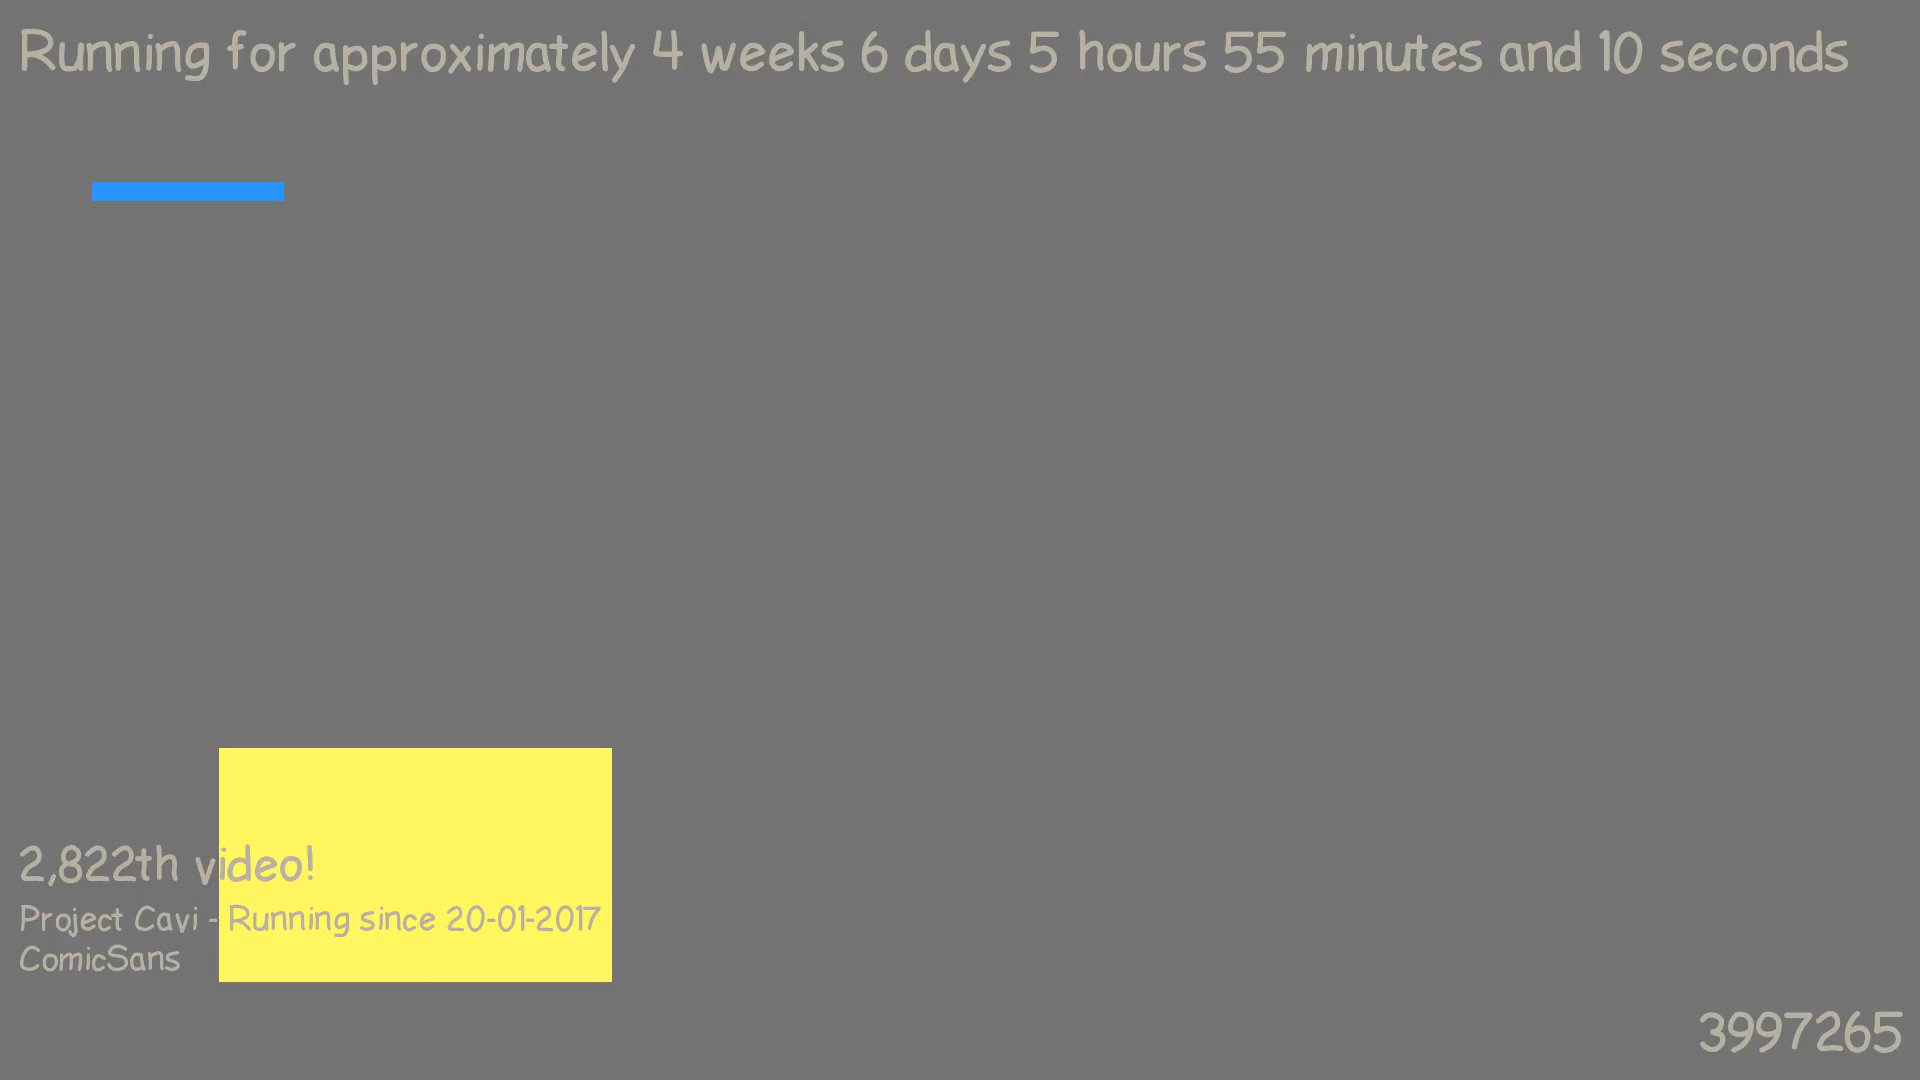 Running for approximately 4 weeks 6 days 5 hours 55 minutes and 10 seconds
2,822th video!
Project Cavi - Running since 20-01-2017
ComicSans
3997265